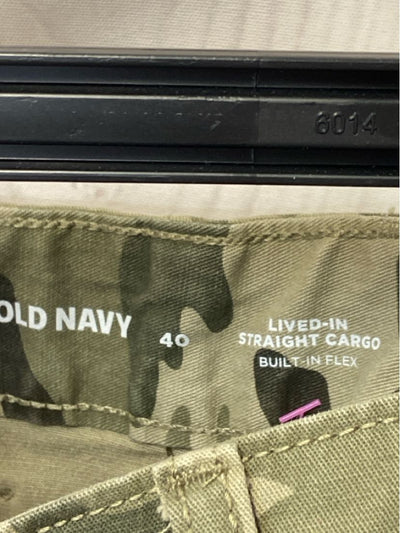 6014
OLD NAVY
40
LIVED-IN
STRAIGHT CARGO
BUILT-IN FLEX